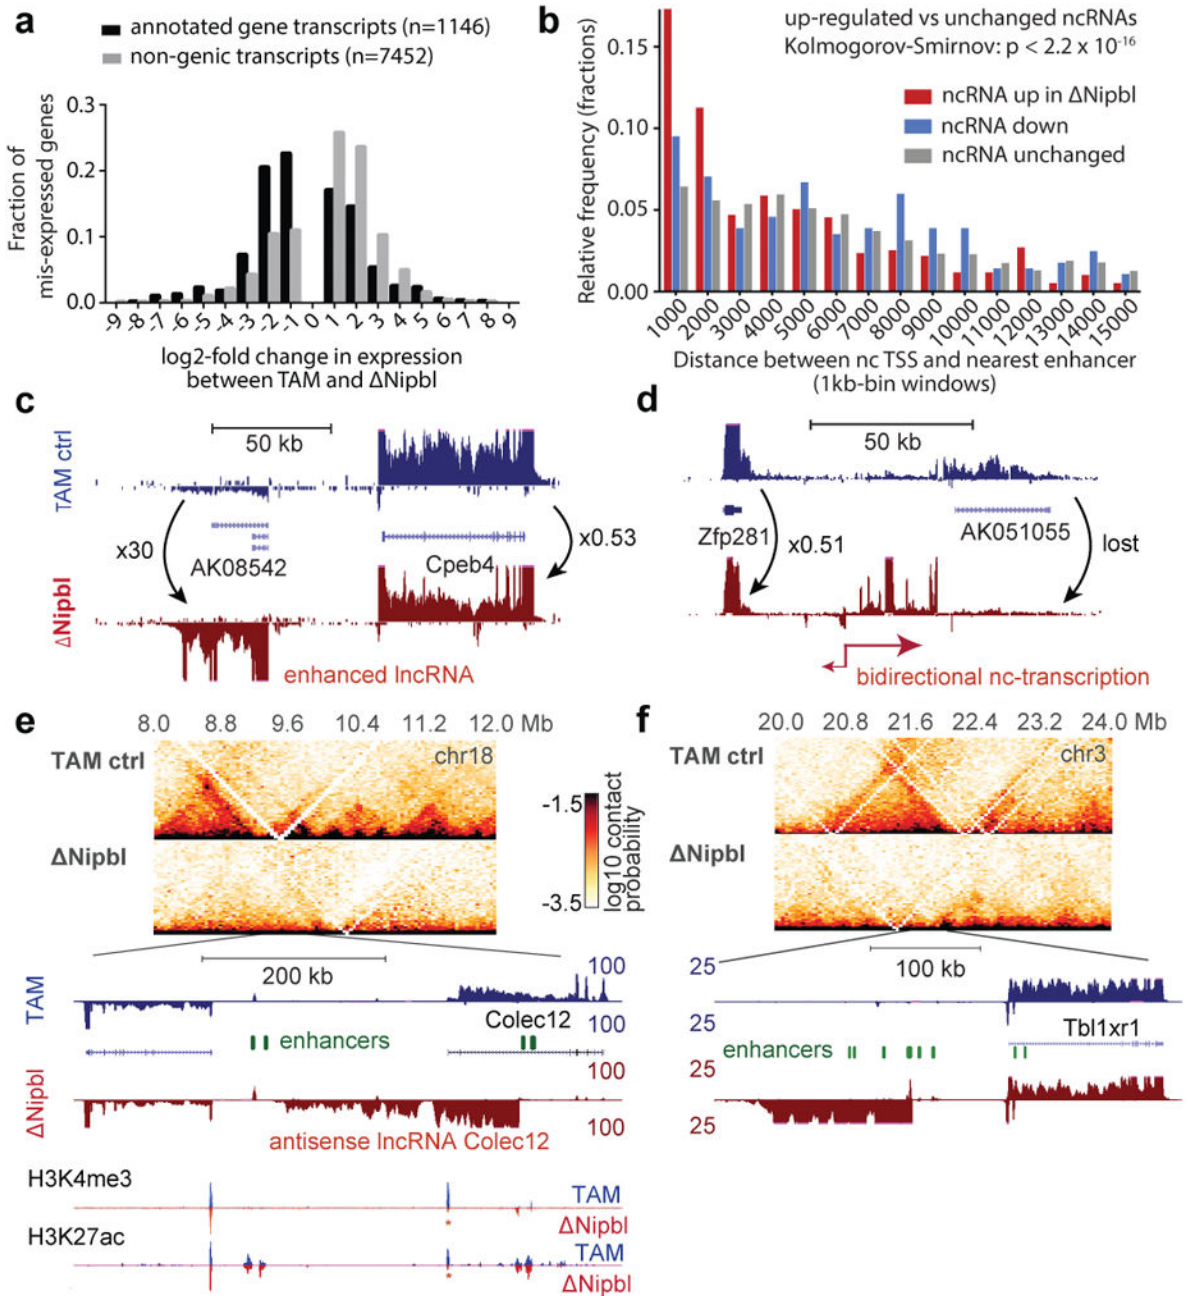 a
annotated gene transcripts (n=1146)
non-genic transcripts (n=7452)
Fraction of
mis-expressed genes
0.3
0.2
0.1
0.0
-9 -8 -7 -6 -5 -4 -3 -2 -1 0 1 2 3 4 5 6 7 8 9
log2-fold change in expression
between TAM and ΔNipbl
b
up-regulated vs unchanged ncRNAs
Kolmogorov-Smirnov: p < 2.2 x 10-16
ncRNA up in ΔNipbl
ncRNA down
ncRNA unchanged
Relative frequency (fractions)
0.15
0.10
0.05
0.00
1000 2000 3000 4000 5000 6000 7000 8000 9000 10000 11000 12000 13000 14000 15000
Distance between nc TSS and nearest enhancer
(1kb-bin windows)
c
50 kb
TAM ctrl
x30
AK08542
Cpeb4
x0.53
ΔNipbl
enhanced lncRNA
d
50 kb
Zfp281
x0.51
AK051055
lost
bidirectional nc-transcription
e
8.0 8.8 9.6 10.4 11.2 12.0 Mb
TAM ctrl
chr18
ΔNipbl
-1.5
-3.5
log10 contact
probability
200 kb
TAM
100
100
Colec12
enhancers
ΔNipbl
100
100
antisense lncRNA Colec12
H3K4me3
TAM
ΔNipbl
H3K27ac
TAM
ΔNipbl
f
20.0 20.8 21.6 22.4 23.2 24.0 Mb
TAM ctrl
chr3
ΔNipbl
100 kb
25
25
Tbl1xr1
enhancers
25
25